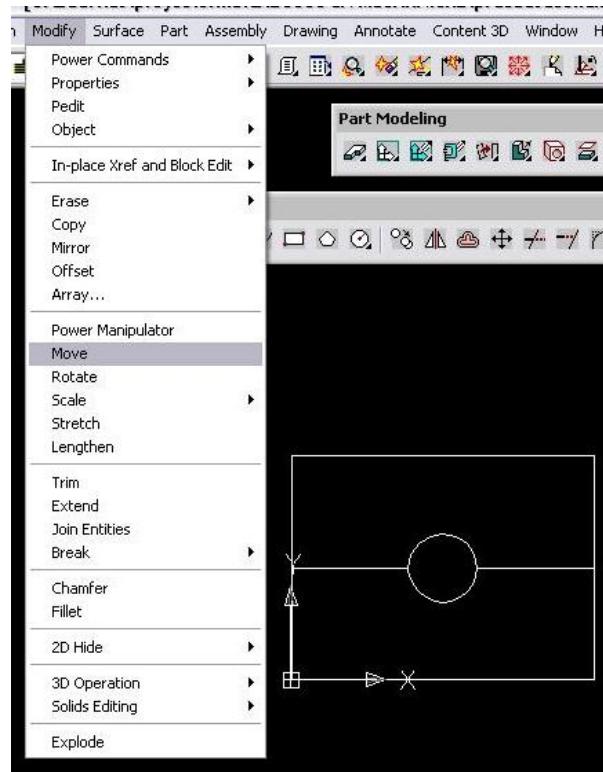 Modify Surface Part Assembly Drawing Annotate Content 3D Window H
Power Commands
Properties
Pedit
Object
In-place Xref and Block Edit
Erase
Copy
Mirror
Offset
Array...
Power Manipulator
Move
Rotate
Scale
Stretch
Lengthen
Trim
Extend
Join Entities
Break
Chamfer
Fillet
2D Hide
3D Operation
Solids Editing
Explode
Part Modeling
Y
X